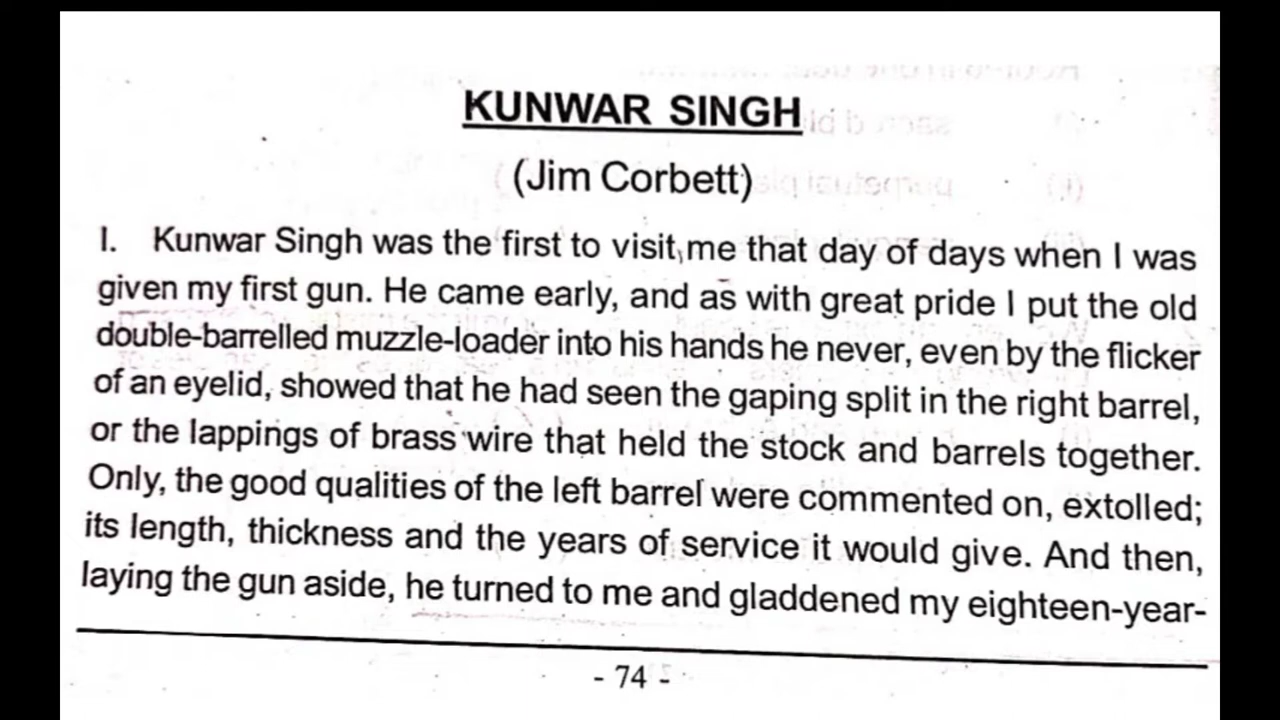 KUNWAR SINGH
(Jim Corbett)
I. Kunwar Singh was the first to visit me that day of days when I was
given my first gun. He came early, and as with great pride I put the old
double-barrelled muzzle-loader into his hands he never, even by the flicker
of an eyelid, showed that he had seen the gaping split in the right barrel,
or the lappings of brass wire that held the stock and barrels together.
Only, the good qualities of the left barrel were commented on, extolled;
its length, thickness and the years of service it would give. And then,
laying the gun aside, he turned to me and gladdened my eighteen-year-
- 74 -